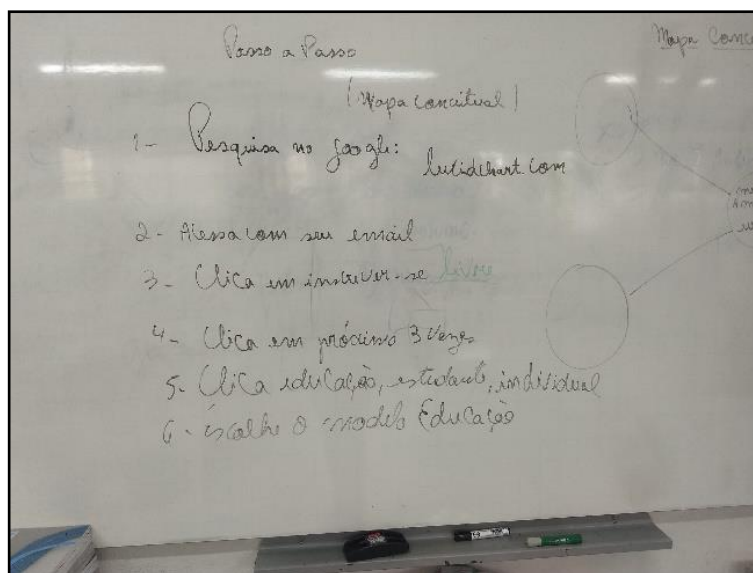 Passo a Passo
(Mapa conceitual)
1- Pesquisa no google:
lucidchart.com
2- Acessa com seu email
3- Clica em inscrever-se livre
4- Clica em próximo 3 vezes
5- Clica educação, estudante, individual
6- escolhe o modelo Educação
Mapa Conce